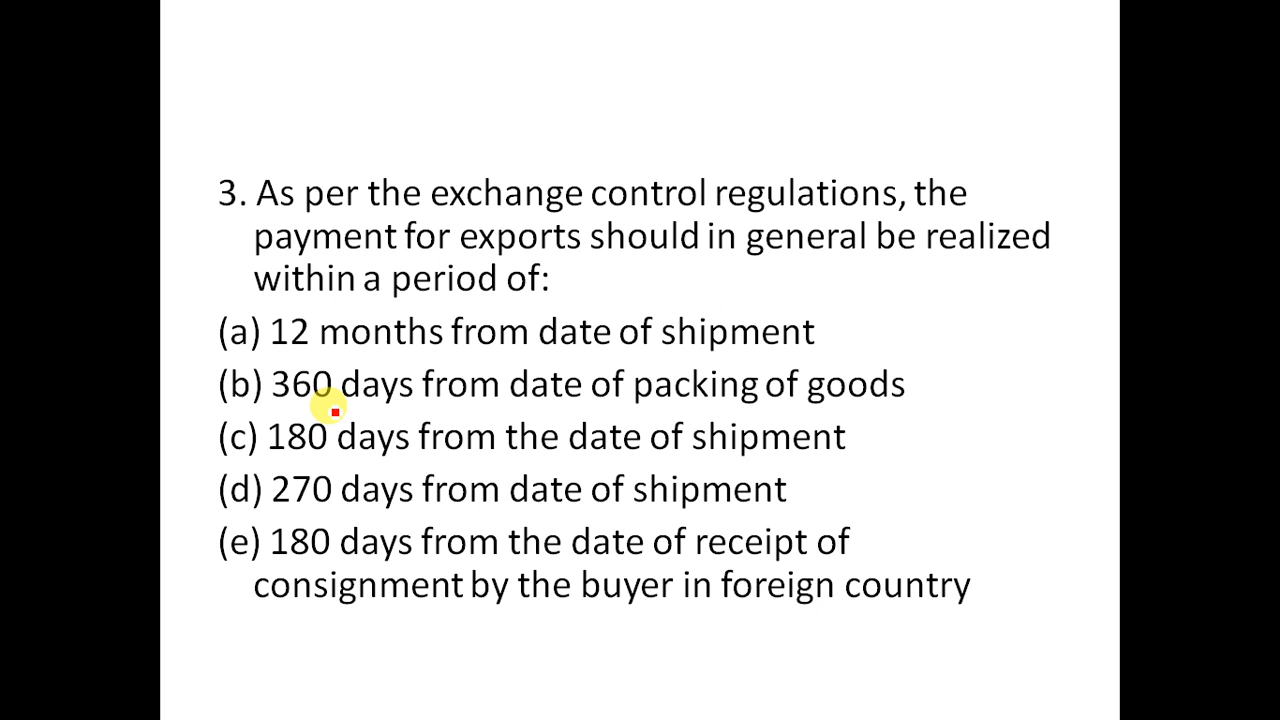 3. As per the exchange control regulations, the
payment for exports should in general be realized
within a period of:
(a) 12 months from date of shipment
(b) 360 days from date of packing of goods
(c) 180 days from the date of shipment
(d) 270 days from date of shipment
(e) 180 days from the date of receipt of
consignment by the buyer in foreign country